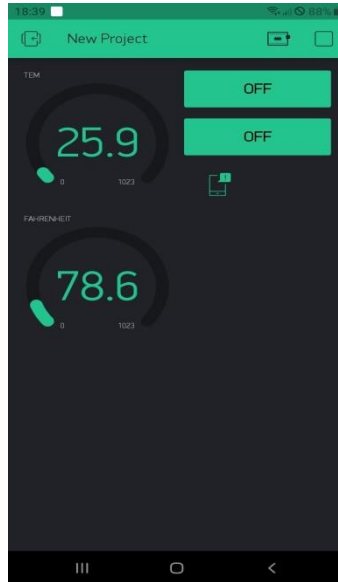 18:39 88%
New Project
TEM
OFF
25.9
0 1023
OFF
FAHRENHEIT
78.6
0 1023